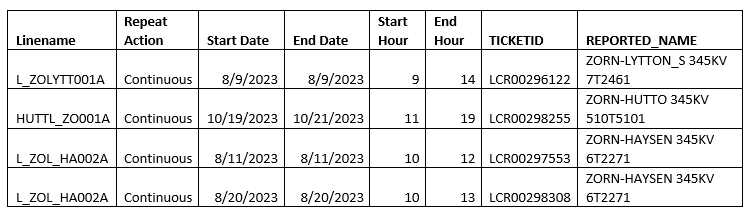 Linename Repeat Action Start Date End Date Start Hour End Hour TICKETID REPORTED_NAME
L_ZOLYTT001A Continuous 8/9/2023 8/9/2023 9 14 LCR00296122 ZORN-LYTTON_S 345KV 7T2461
HUTTL_ZO001A Continuous 10/19/2023 10/21/2023 11 19 LCR00298255 ZORN-HUTTO 345KV 510T5101
L_ZOL_HA002A Continuous 8/11/2023 8/11/2023 10 12 LCR00297553 ZORN-HAYSEN 345KV 6T2271
L_ZOL_HA002A Continuous 8/20/2023 8/20/2023 10 13 LCR00298308 ZORN-HAYSEN 345KV 6T2271